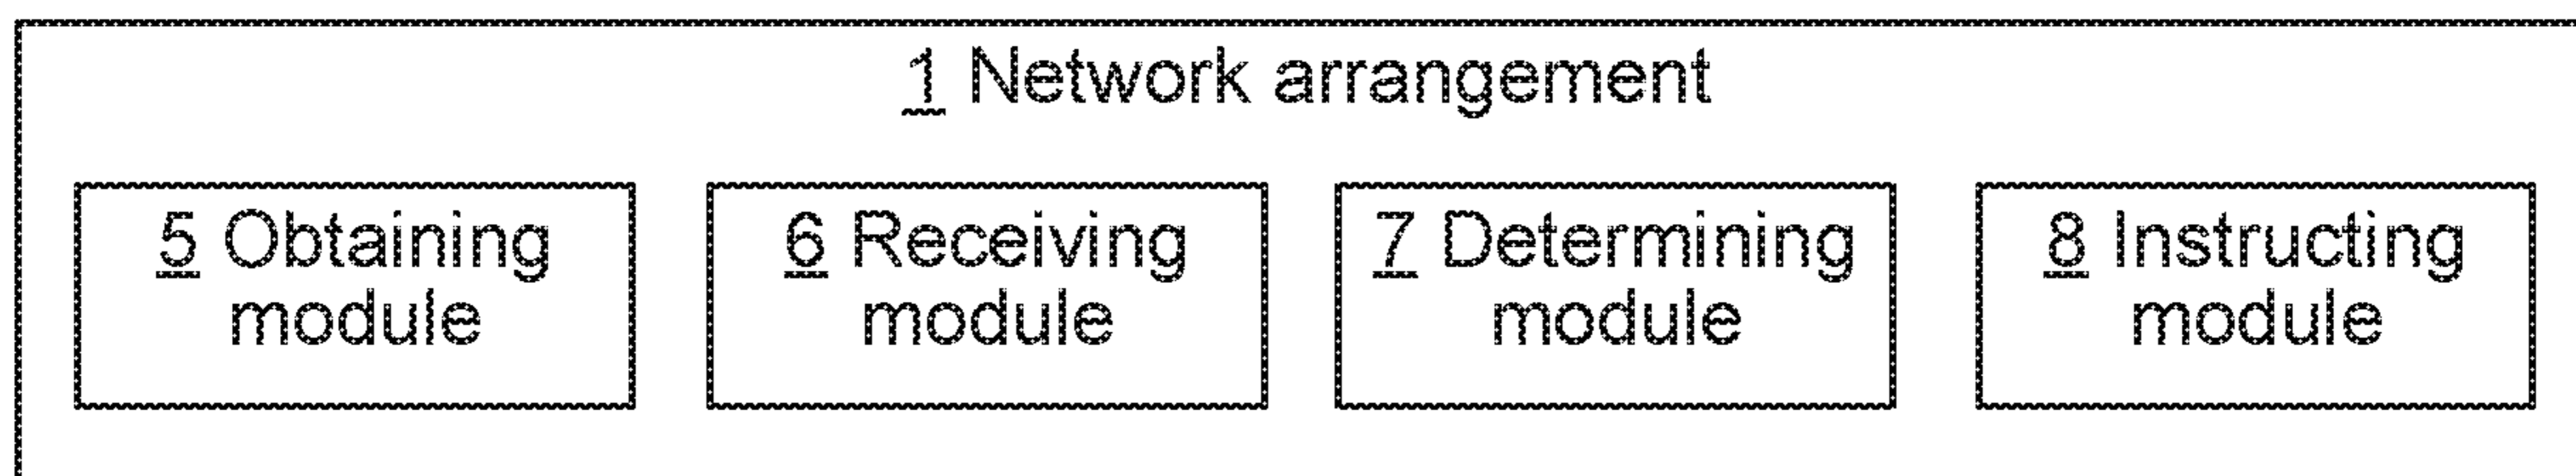 1 Network arrangement
5 Obtaining
module
6 Receiving
module
7 Determining
module
8 Instructing
module